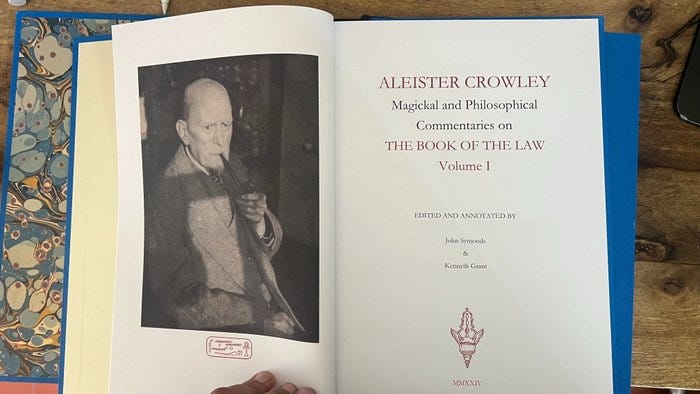 ALEISTER CROWLEY
Magickal and Philosophical
Commentaries on
THE BOOK OF THE LAW
Volume I
EDITED AND ANNOTATED BY
John Symonds
&
Kenneth Grant
MMXXIV